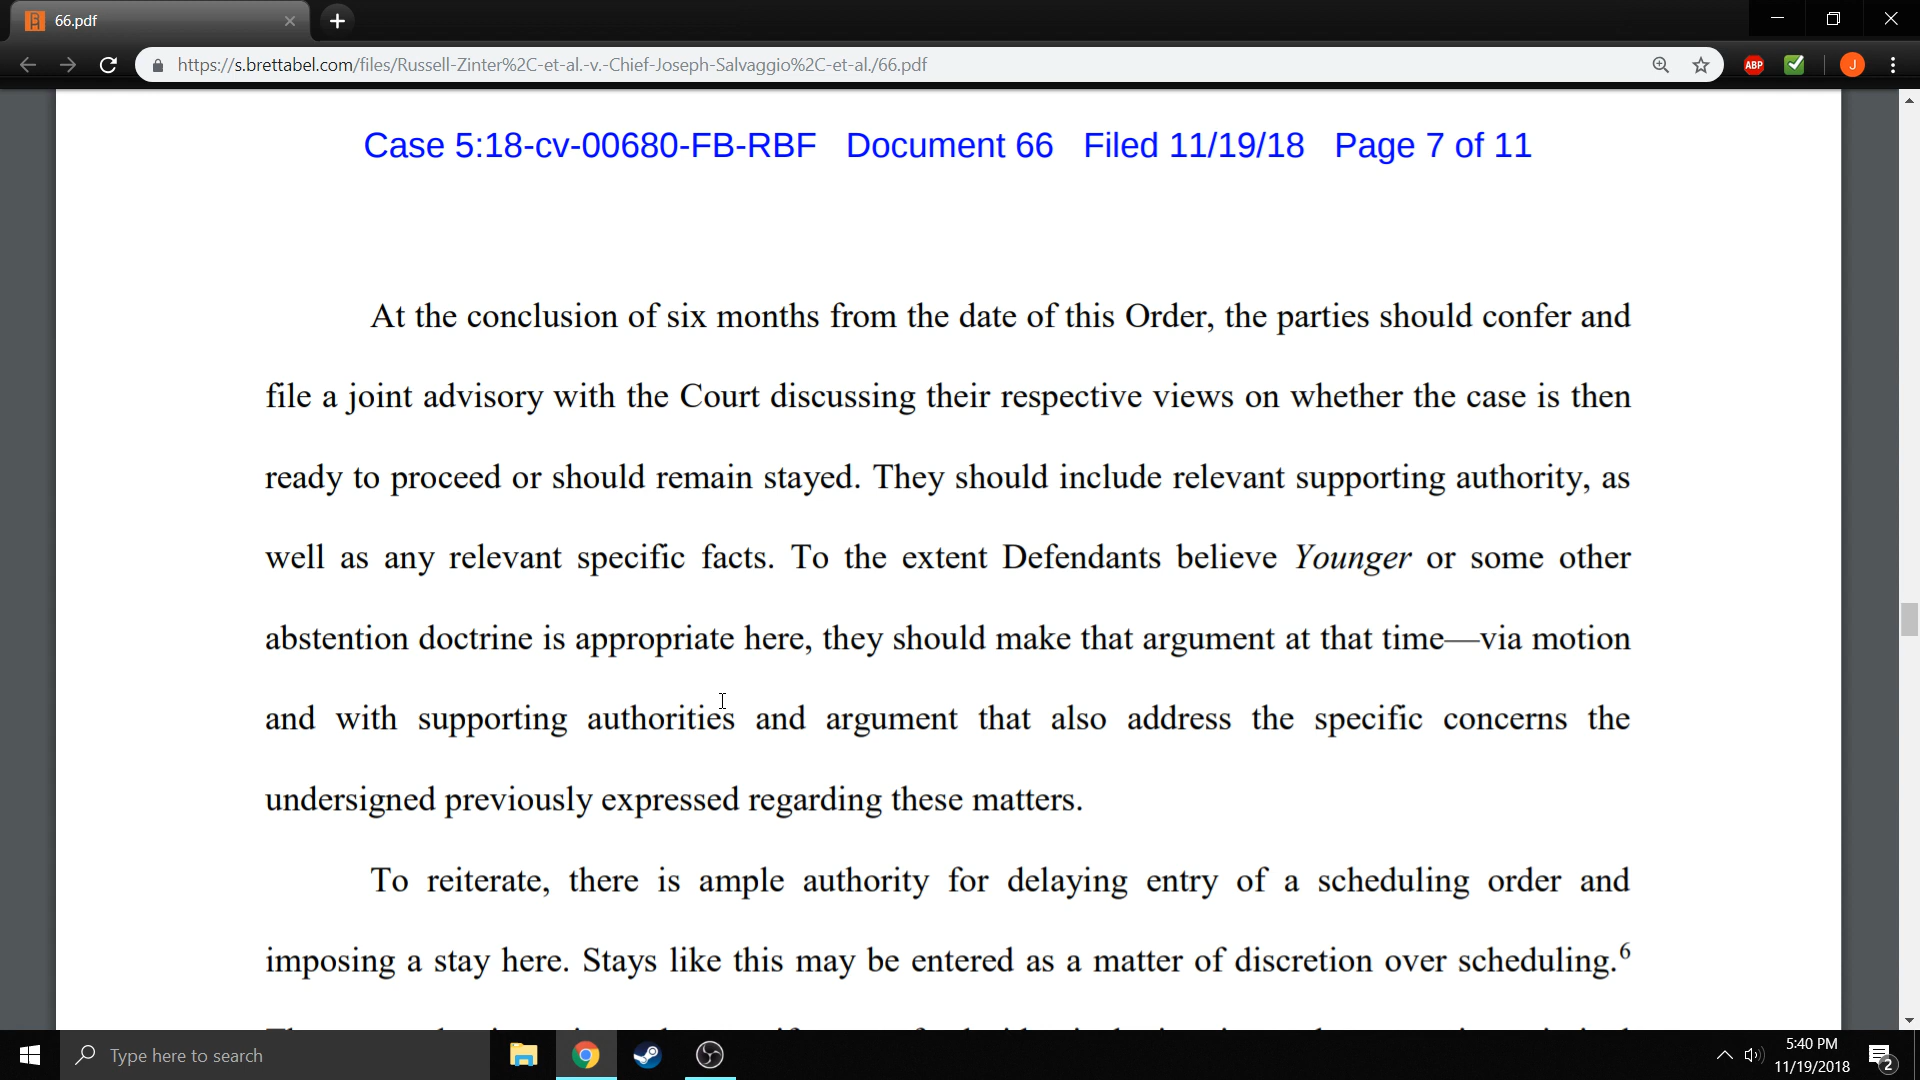 66.pdf
https://s.brettabel.com/files/Russell-Zinter%2C-et-al.-v.-Chief-Joseph-Salvaggio%2C-et-al./66.pdf
ABP
J
Case 5:18-cv-00680-FB-RBF Document 66 Filed 11/19/18 Page 7 of 11
At the conclusion of six months from the date of this Order, the parties should confer and
file a joint advisory with the Court discussing their respective views on whether the case is then
ready to proceed or should remain stayed. They should include relevant supporting authority, as
well as any relevant specific facts. To the extent Defendants believe Younger or some other
abstention doctrine is appropriate here, they should make that argument at that time—via motion
and with supporting authorities and argument that also address the specific concerns the
undersigned previously expressed regarding these matters.
To reiterate, there is ample authority for delaying entry of a scheduling order and
imposing a stay here. Stays like this may be entered as a matter of discretion over scheduling.6
Type here to search
5:40 PM
11/19/2018
2